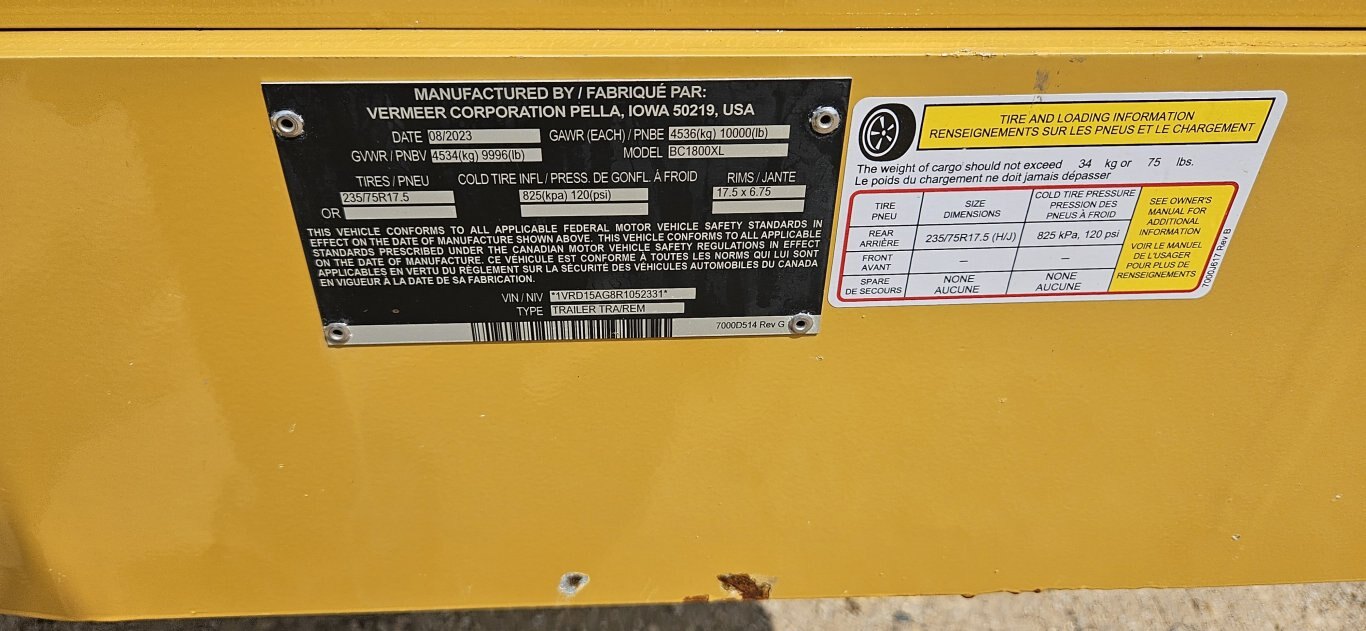 MANUFACTURED BY / FABRIQUÉ PAR:
VERMEER CORPORATION PELLA, IOWA 50219, USA
DATE 08/2023 GAWR (EACH) / PNBE 4536(kg) 10000(lb)
GVWR / PNBV 4534(kg) 9996(lb) MODEL BC1800XL
TIRES / PNEU COLD TIRE INFL / PRESS. DE GONFL. À FROID RIMS / JANTE
235/75R17.5 825(kpa) 120(psi) 17.5 x 6.75
OR
THIS VEHICLE CONFORMS TO ALL APPLICABLE FEDERAL MOTOR VEHICLE SAFETY STANDARDS IN
EFFECT ON THE DATE OF MANUFACTURE SHOWN ABOVE. THIS VEHICLE CONFORMS TO ALL APPLICABLE
STANDARDS PRESCRIBED UNDER THE CANADIAN MOTOR VEHICLE SAFETY REGULATIONS IN EFFECT
ON THE DATE OF MANUFACTURE. CE VÉHICULE EST CONFORME À TOUTES LES NORMS QUI LUI SONT
APPLICABLES EN VERTU DU RÈGLEMENT SUR LA SÉCURITÉ DES VÉHICULES AUTOMOBILES DU CANADA
EN VIGUEUR À LA DATE DE SA FABRICATION.
VIN / NIV *1VRD15AG8R1052331*
TYPE TRAILER TRA/REM
7000D514 Rev G
TIRE AND LOADING INFORMATION
RENSEIGNEMENTS SUR LES PNEUS ET LE CHARGEMENT
The weight of cargo should not exceed 34 kg or 75 lbs.
Le poids du chargement ne doit jamais dépasser
TIRE
PNEU
SIZE
DIMENSIONS
COLD TIRE PRESSURE
PRESSION DES
PNEUS À FROID
REAR
ARRIÈRE
235/75R17.5 (H/J)
825 kPa, 120 psi
FRONT
AVANT
–
–
SPARE
DE SECOURS
NONE
AUCUNE
NONE
AUCUNE
SEE OWNER'S
MANUAL FOR
ADDITIONAL
INFORMATION
VOIR LE MANUEL
DE L'USAGER
POUR PLUS DE
RENSEIGNEMENTS
7000J617 Rev B